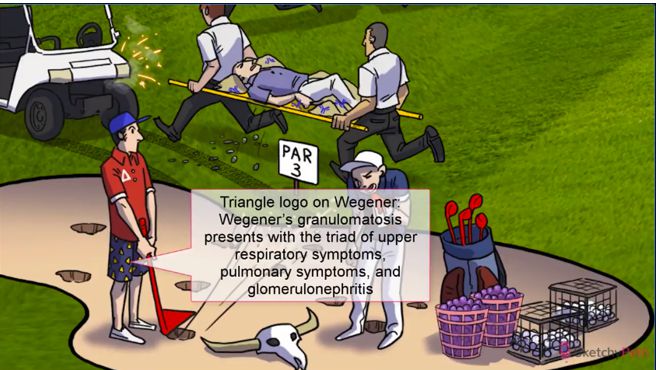 PAR
3
Triangle logo on Wegener:
Wegener's granulomatosis
presents with the triad of upper
respiratory symptoms,
pulmonary symptoms, and
glomerulonephritis